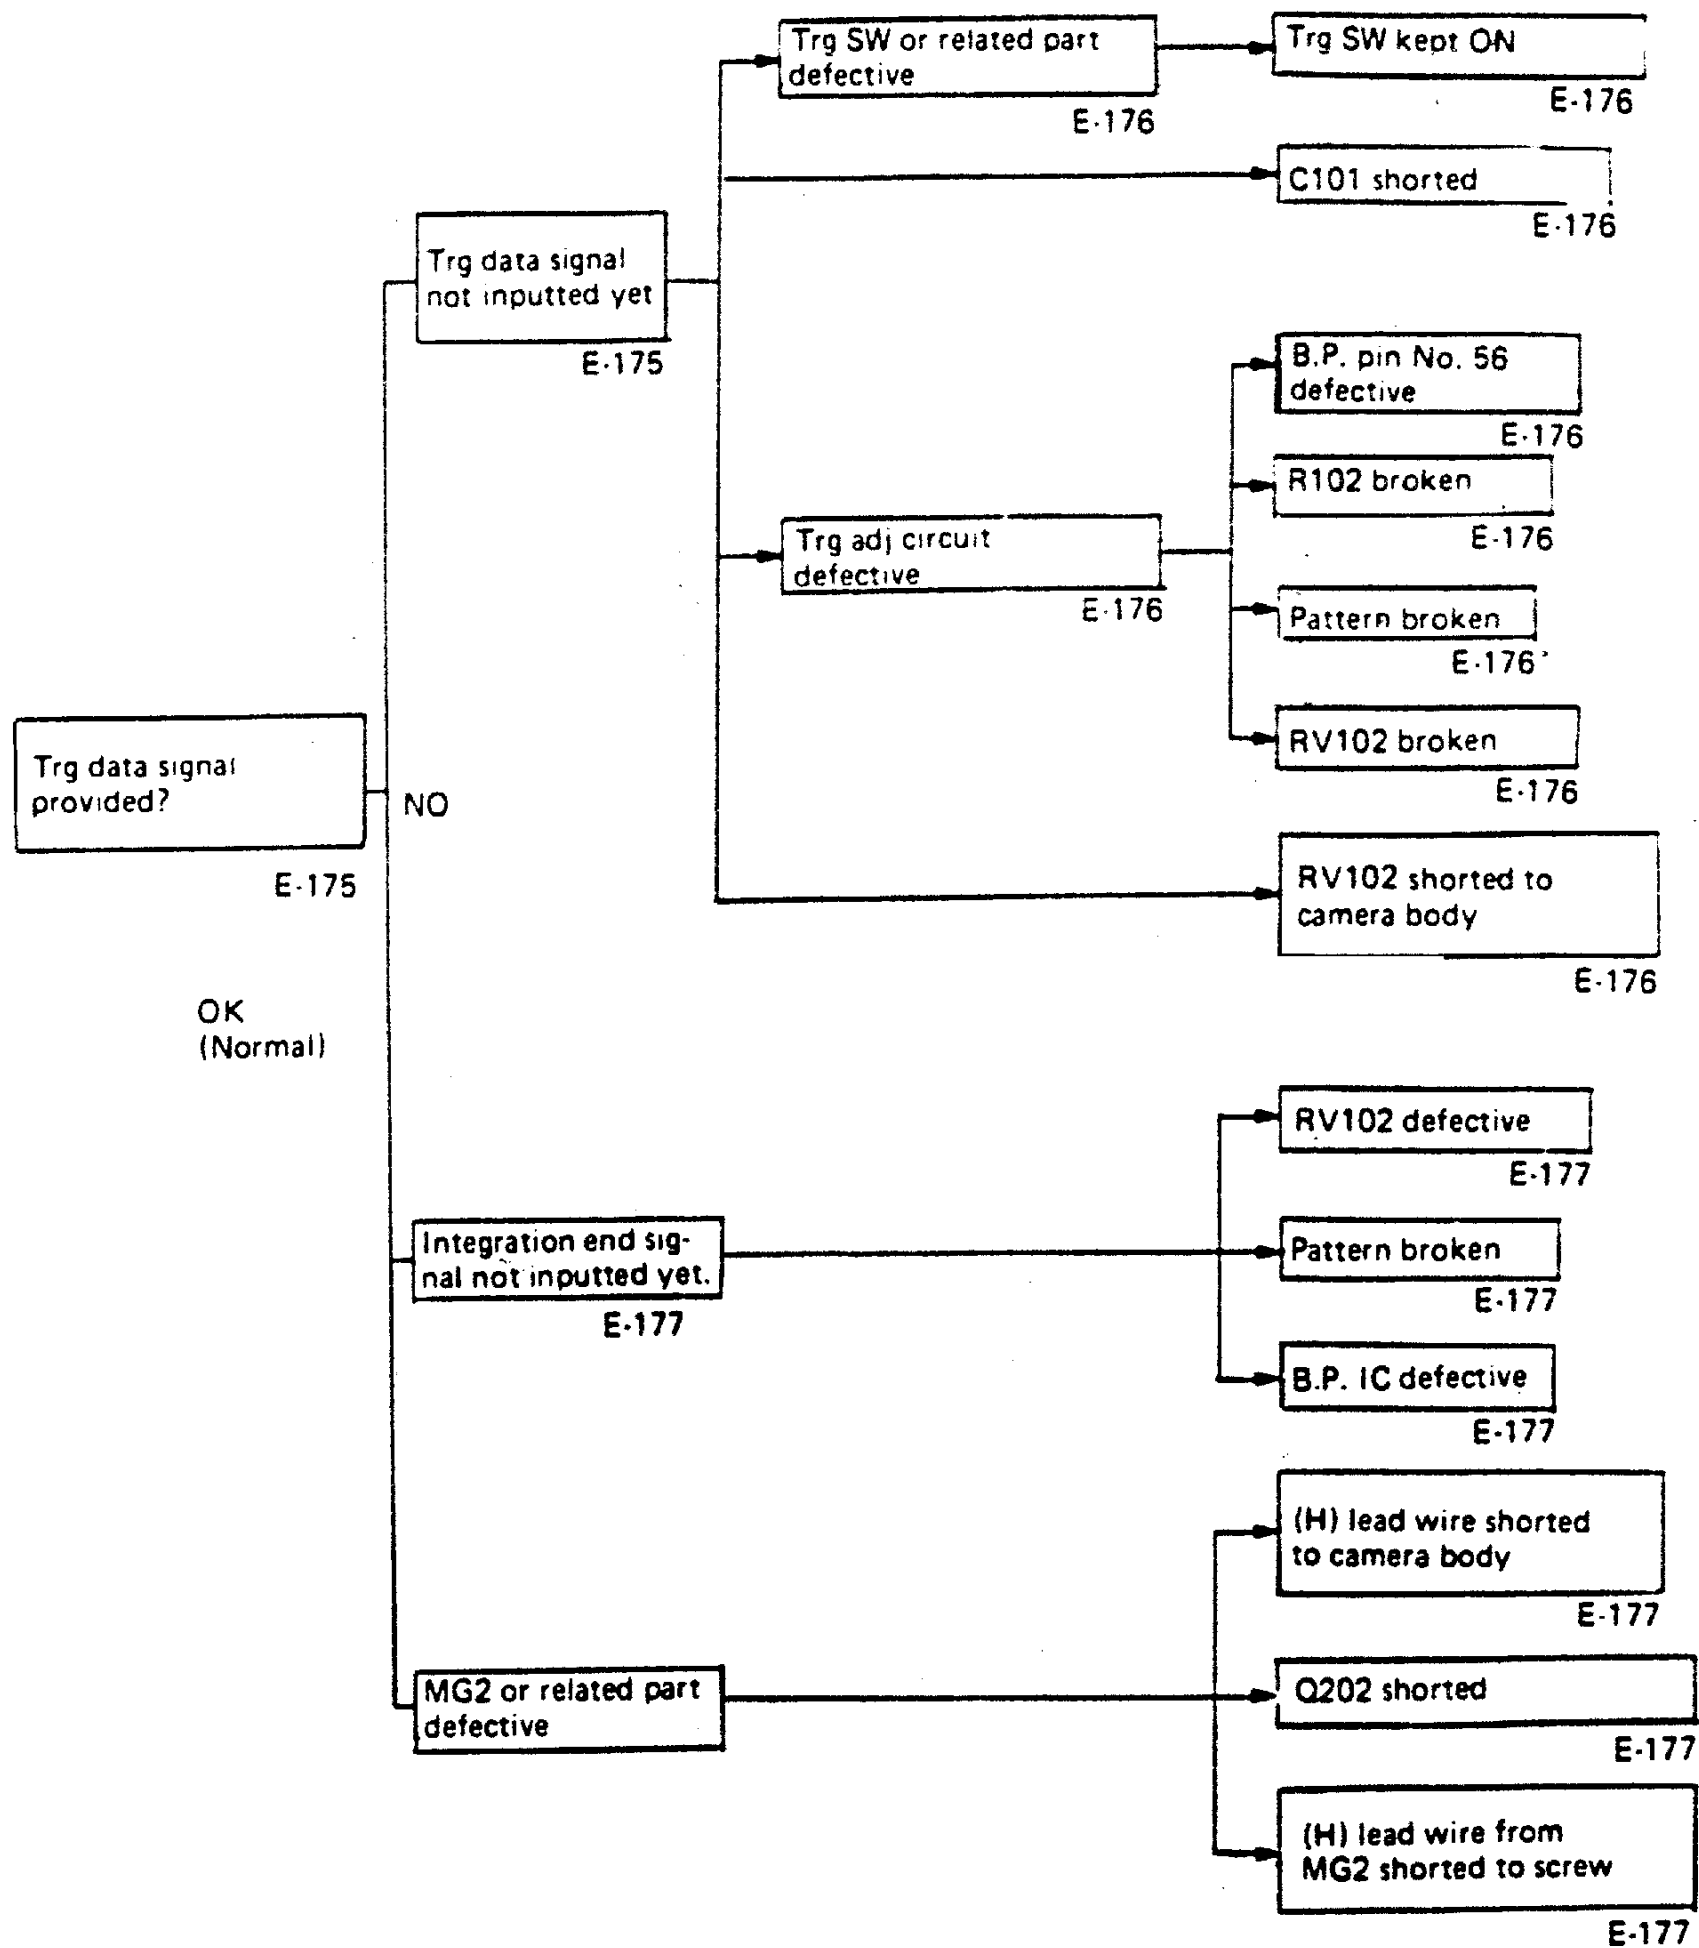 Trg SW or related part
defective
E-176
Trg SW kept ON
E-176
C101 shorted
E-176
Trg data signal
not inputted yet
E-175
B.P. pin No. 56
defective
E-176
R102 broken
E-176
Trg adj circuit
defective
E-176
Pattern broken
E-176
RV102 broken
E-176
Trg data signal
provided?
E-175
NO
RV102 shorted to
camera body
E-176
OK
(Normal)
RV102 defective
E-177
Integration end sig-
nal not inputted yet.
E-177
Pattern broken
E-177
B.P. IC defective
E-177
(H) lead wire shorted
to camera body
E-177
MG2 or related part
defective
Q202 shorted
E-177
(H) lead wire from
MG2 shorted to screw
E-177